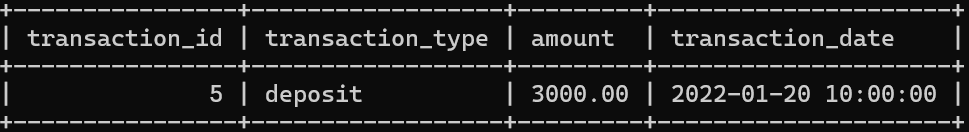 +----------------+------------------+---------+---------------------+
| transaction_id | transaction_type | amount  | transaction_date    |
+----------------+------------------+---------+---------------------+
|              5 | deposit          | 3000.00 | 2022-01-20 10:00:00 |
+----------------+------------------+---------+---------------------+